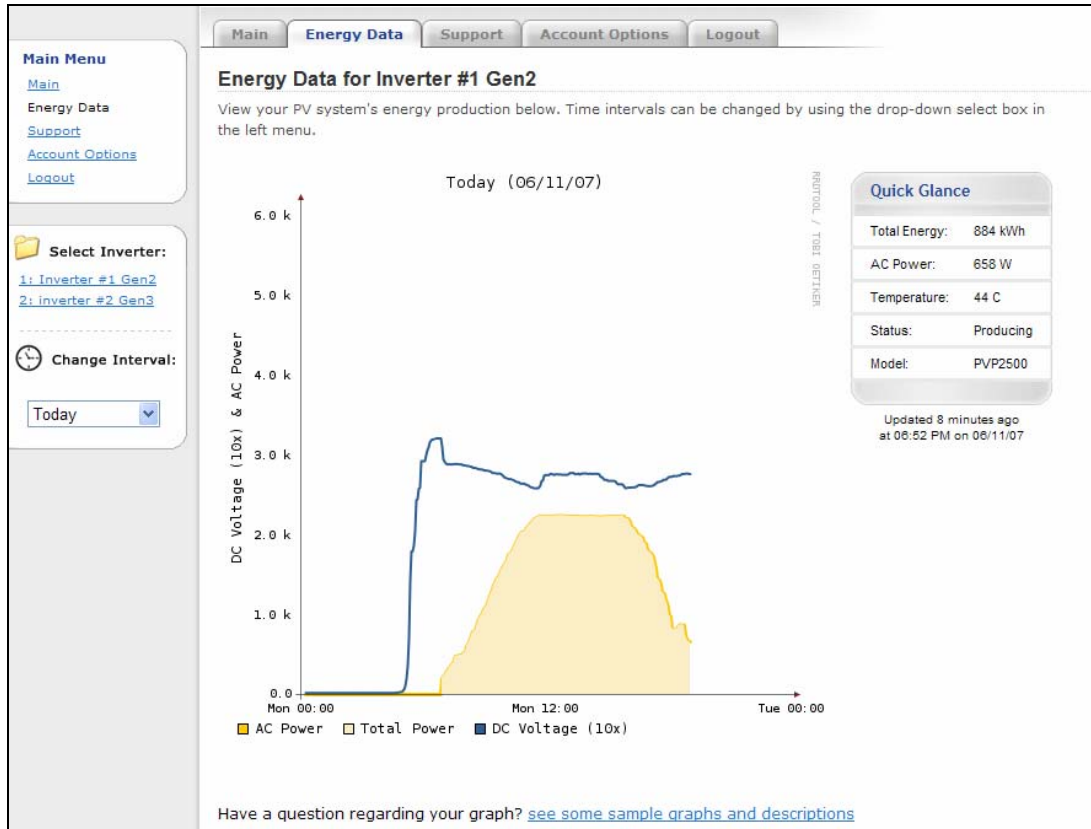 Main
Energy Data
Support
Account Options
Logout
Main Menu
Main
Energy Data
Support
Account Options
Logout
Select Inverter:
1: Inverter #1 Gen2
2: inverter #2 Gen3
Change Interval:
Today
Energy Data for Inverter #1 Gen2
View your PV system's energy production below. Time intervals can be changed by using the drop-down select box in
the left menu.
Today (06/11/07)
RRDTOOL / TOBI OETIKER
DC Voltage (10x) & AC Power
6.0 k
5.0 k
4.0 k
3.0 k
2.0 k
1.0 k
0.0
Mon 00:00 Mon 12:00 Tue 00:00
AC Power Total Power DC Voltage (10x)
Quick Glance
Total Energy: 884 kWh
AC Power: 658 W
Temperature: 44 C
Status: Producing
Model: PVP2500
Updated 8 minutes ago
at 06:52 PM on 06/11/07
Have a question regarding your graph? see some sample graphs and descriptions